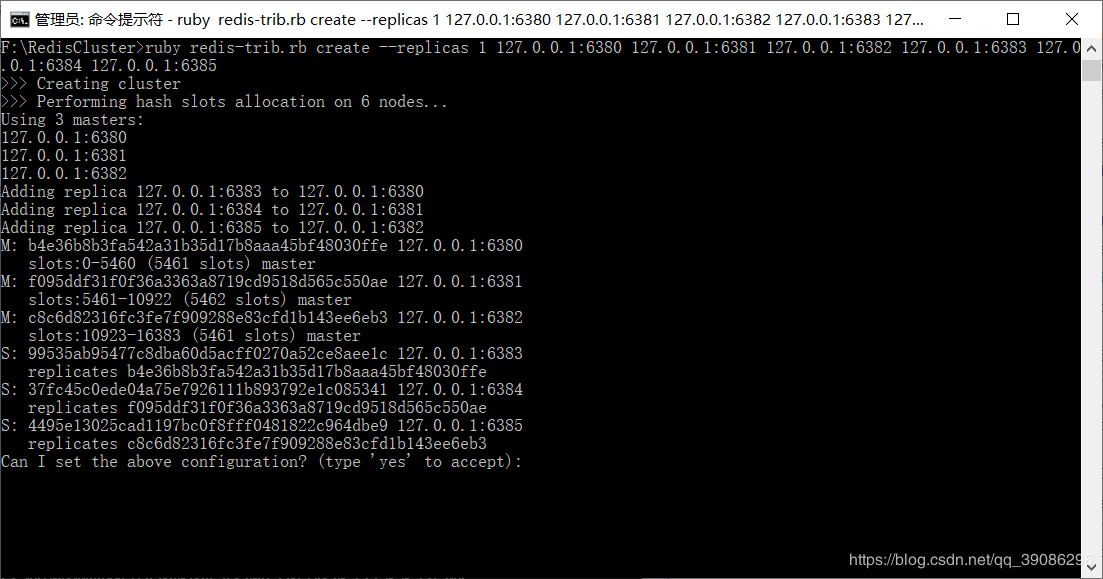 管理员: 命令提示符 - ruby  redis-trib.rb create --replicas 1 127.0.0.1:6380 127.0.0.1:6381 127.0.0.1:6382 127.0.0.1:6383 127...
F:\RedisCluster>ruby redis-trib.rb create --replicas 1 127.0.0.1:6380 127.0.0.1:6381 127.0.0.1:6382 127.0.0.1:6383 127.0
.0.1:6384 127.0.0.1:6385
>>> Creating cluster
>>> Performing hash slots allocation on 6 nodes...
Using 3 masters:
127.0.0.1:6380
127.0.0.1:6381
127.0.0.1:6382
Adding replica 127.0.0.1:6383 to 127.0.0.1:6380
Adding replica 127.0.0.1:6384 to 127.0.0.1:6381
Adding replica 127.0.0.1:6385 to 127.0.0.1:6382
M: b4e36b8b3fa542a31b35d17b8aaa45bf48030ffe 127.0.0.1:6380
   slots:0-5460 (5461 slots) master
M: f095ddf31f0f36a3363a8719cd9518d565c550ae 127.0.0.1:6381
   slots:5461-10922 (5462 slots) master
M: c8c6d82316fc3fe7f909288e83cfd1b143ee6eb3 127.0.0.1:6382
   slots:10923-16383 (5461 slots) master
S: 99535ab95477c8dba60d5acff0270a52ce8aee1c 127.0.0.1:6383
   replicates b4e36b8b3fa542a31b35d17b8aaa45bf48030ffe
S: 37fc45c0ede04a75e7926111b893792e1c085341 127.0.0.1:6384
   replicates f095ddf31f0f36a3363a8719cd9518d565c550ae
S: 4495e13025cad1197bc0f8fff0481822c964dbe9 127.0.0.1:6385
   replicates c8c6d82316fc3fe7f909288e83cfd1b143ee6eb3
Can I set the above configuration? (type 'yes' to accept):
https://blog.csdn.net/qq_39086296